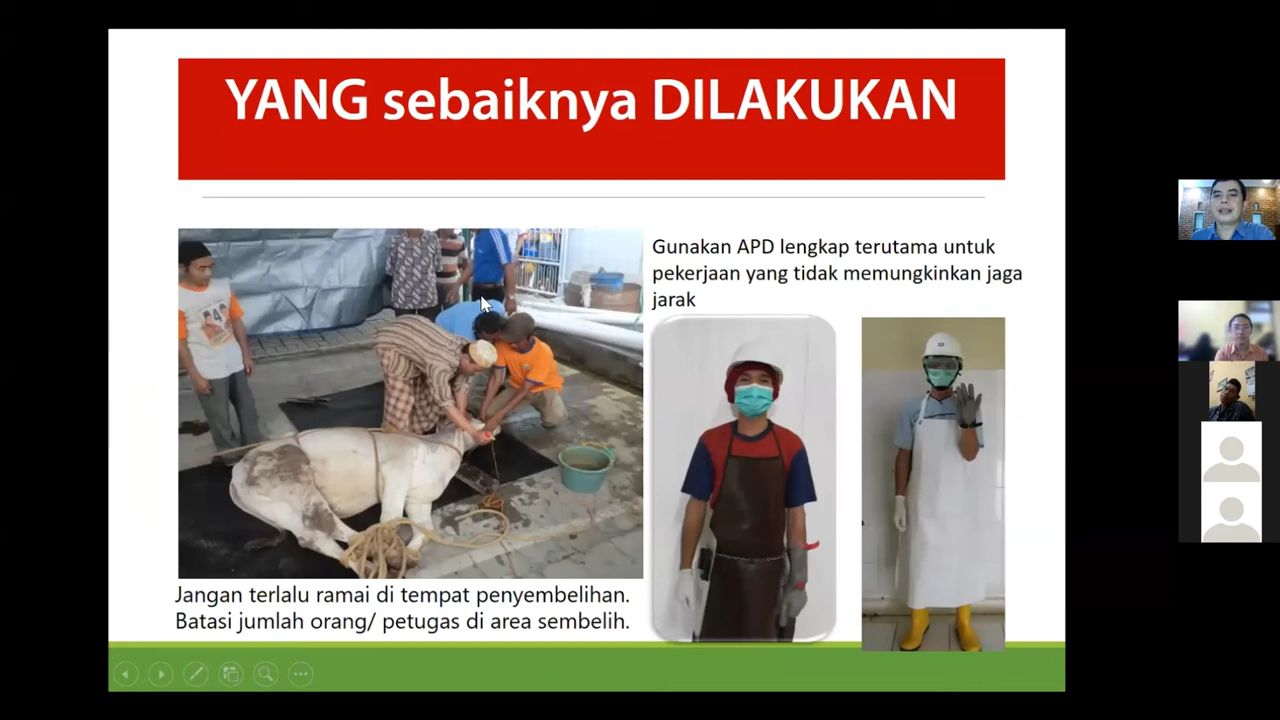 YANG sebaiknya DILAKUKAN
Gunakan APD lengkap terutama untuk
pekerjaan yang tidak memungkinkan jaga
jarak
Jangan terlalu ramai di tempat penyembelihan.
Batasi jumlah orang/ petugas di area sembelih.